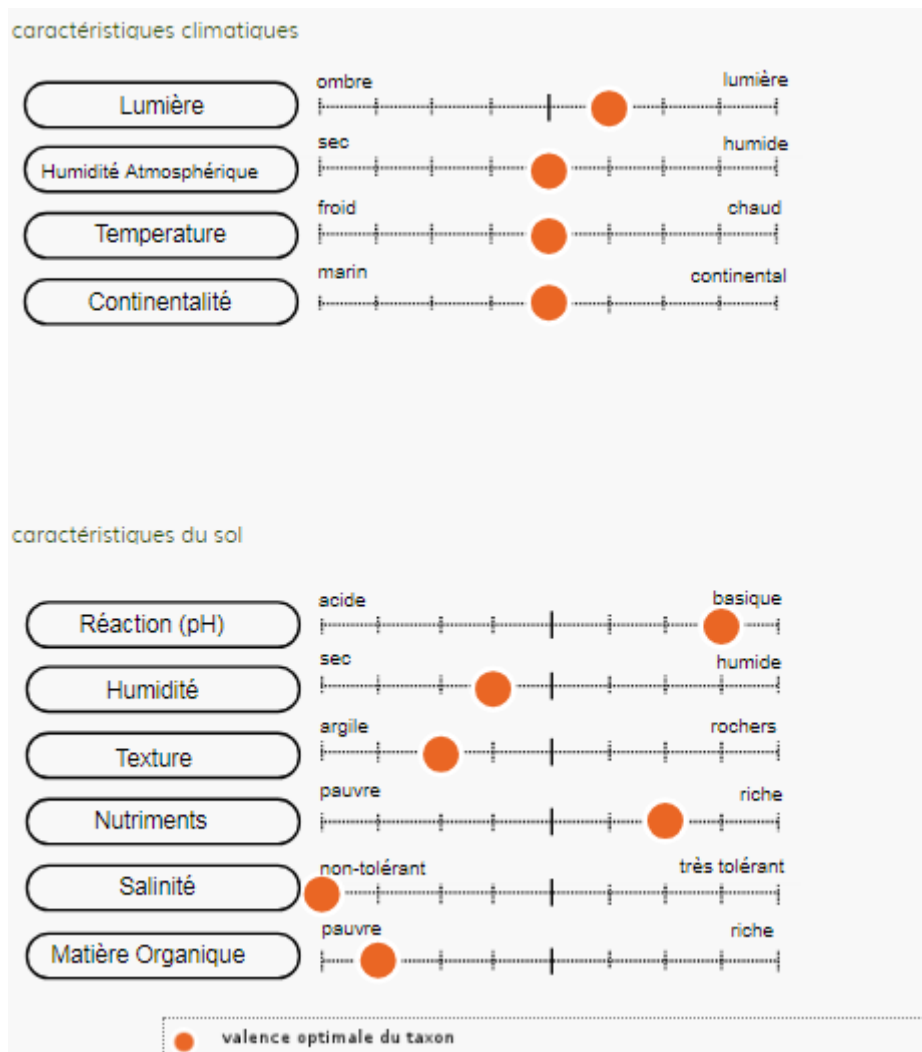 caractéristiques climatiques
ombre lumière
Lumière
sec humide
Humidité Atmosphérique
froid chaud
Temperature
marin continental
Continentalité
caractéristiques du sol
acide basique
Réaction (pH)
sec humide
Humidité
argile rochers
Texture
pauvre riche
Nutriments
non-tolérant très tolérant
Salinité
pauvre riche
Matière Organique
valence optimale du taxon